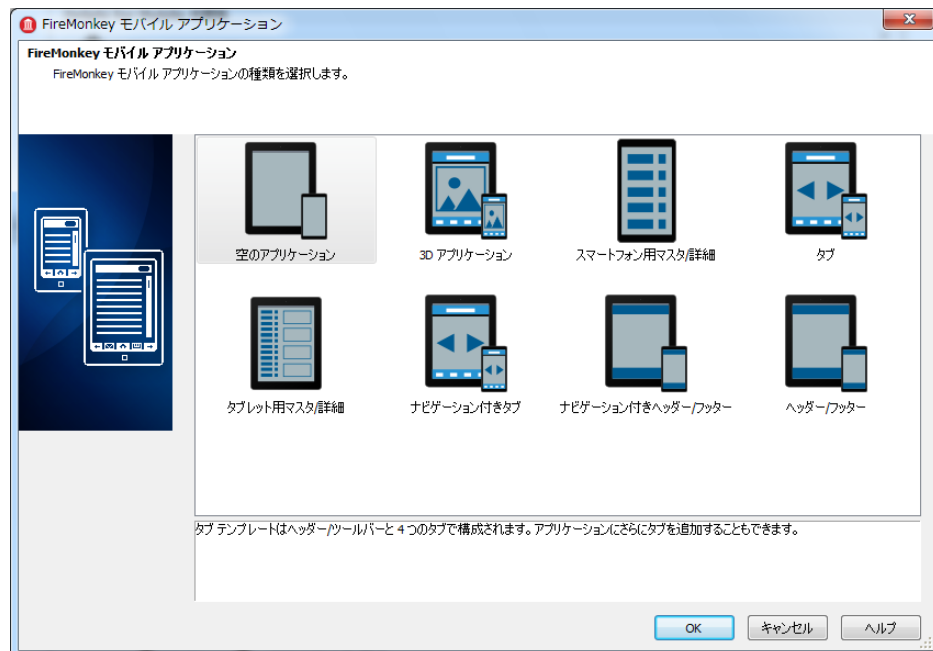 FireMonkey モバイル アプリケーション
FireMonkey モバイル アプリケーション
FireMonkey モバイル アプリケーションの種類を選択します。
空のアプリケーション
3D アプリケーション
スマートフォン用マスタ/詳細
タブ
タブレット用マスタ/詳細
ナビゲーション付きタブ
ナビゲーション付きヘッダー/フッター
ヘッダー/フッター
タブ テンプレートはヘッダー/ツールバーと 4 つのタブで構成されます。アプリケーションにさらにタブを追加することもできます。
OK
キャンセル
ヘルプ